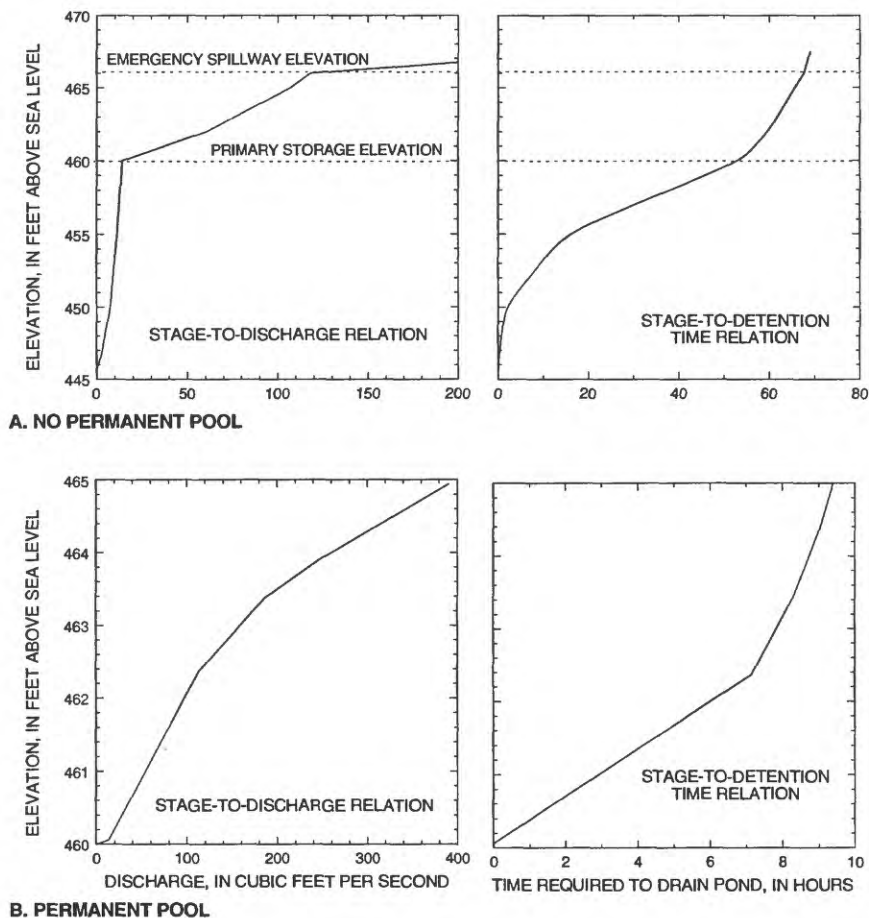 ELEVATION, IN FEET ABOVE SEA LEVEL
470
465
460
455
450
445
EMERGENCY SPILLWAY ELEVATION
PRIMARY STORAGE ELEVATION
STAGE-TO-DISCHARGE RELATION
0 50 100 150 200
STAGE-TO-DETENTION
TIME RELATION
0 20 40 60 80
A. NO PERMANENT POOL
ELEVATION, IN FEET ABOVE SEA LEVEL
465
464
463
462
461
460
STAGE-TO-DISCHARGE RELATION
0 100 200 300 400
DISCHARGE, IN CUBIC FEET PER SECOND
STAGE-TO-DETENTION
TIME RELATION
0 2 4 6 8 10
TIME REQUIRED TO DRAIN POND, IN HOURS
B. PERMANENT POOL